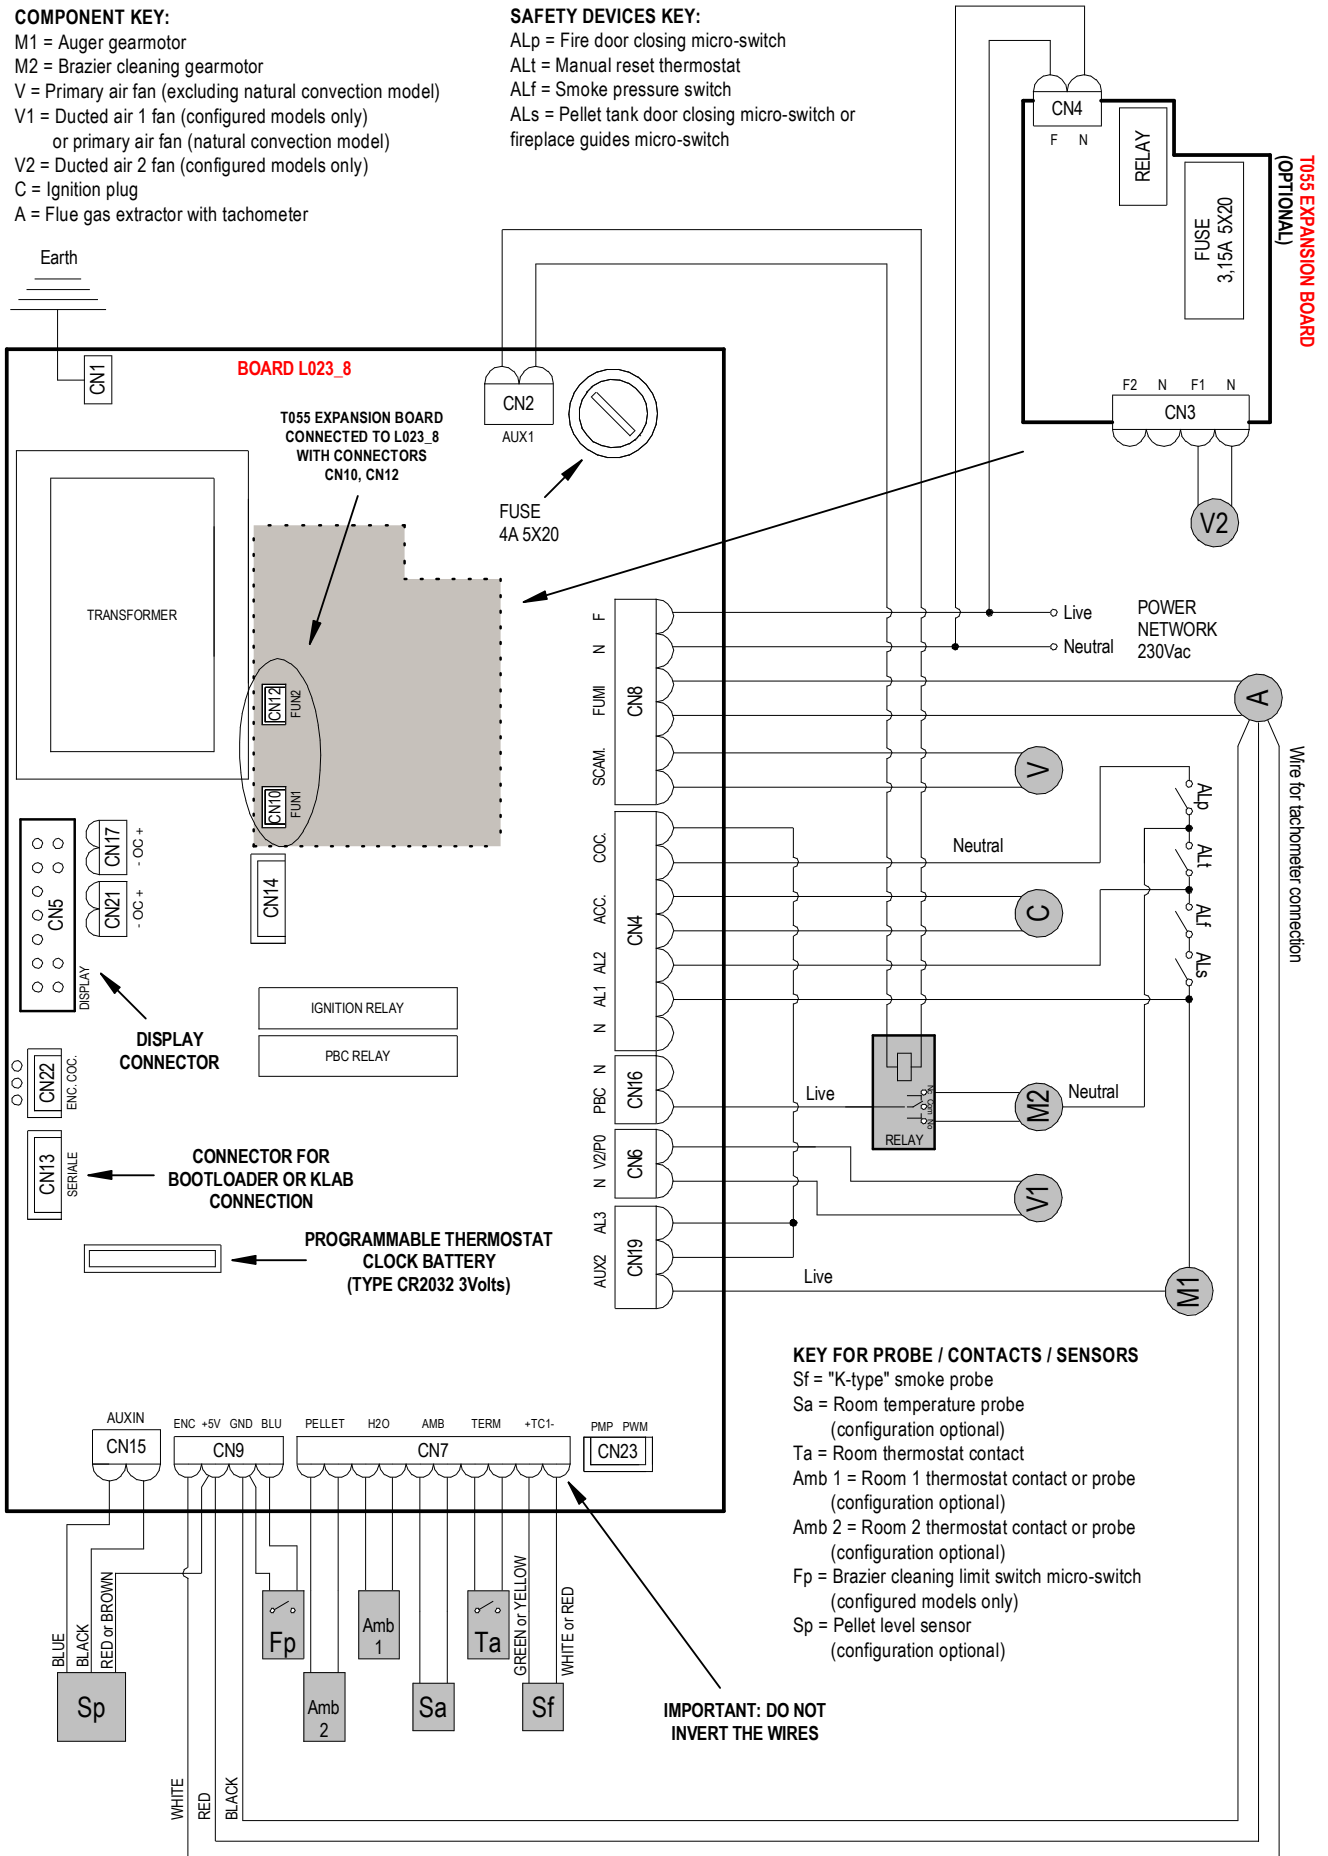 COMPONENT KEY:
M1 = Auger gearmotor
M2 = Brazier cleaning gearmotor
V = Primary air fan (excluding natural convection model)
V1 = Ducted air 1 fan (configured models only)
or primary air fan (natural convection model)
V2 = Ducted air 2 fan (configured models only)
C = Ignition plug
A = Flue gas extractor with tachometer
SAFETY DEVICES KEY:
ALp = Fire door closing micro-switch
ALt = Manual reset thermostat
ALf = Smoke pressure switch
ALs = Pellet tank door closing micro-switch or
fireplace guides micro-switch
CN4
F N
RELAY
FUSE
3,15A 5X20
T055 EXPANSION BOARD
(OPTIONAL)
F2 N F1 N
CN3
V2
Earth
CN1
BOARD L023_8
CN2
AUX1
T055 EXPANSION BOARD
CONNECTED TO L023_8
WITH CONNECTORS
CN10, CN12
FUSE
4A 5X20
TRANSFORMER
CN12
FUN2
CN10
FUN1
F
N
FUMI
SCAM.
CN8
Live
Neutral
POWER
NETWORK
230Vac
A
V
Wire for tachometer connection
ALp
ALt
ALf
ALs
Neutral
COC.
ACC.
AL2
AL1
N
CN4
C
CN5
DISPLAY
CN17
- OC +
CN21
- OC +
CN14
DISPLAY
CONNECTOR
IGNITION RELAY
PBC RELAY
CN22
ENC. COC.
CN13
SERIALE
CONNECTOR FOR
BOOTLOADER OR KLAB
CONNECTION
PROGRAMMABLE THERMOSTAT
CLOCK BATTERY
(TYPE CR2032 3Volts)
N
PBC
CN16
Live
Nc Com No
RELAY
M2
Neutral
V2/P0
N
CN6
V1
AL3
AUX2
CN19
Live
M1
KEY FOR PROBE / CONTACTS / SENSORS
Sf = "K-type" smoke probe
Sa = Room temperature probe
(configuration optional)
Ta = Room thermostat contact
Amb 1 = Room 1 thermostat contact or probe
(configuration optional)
Amb 2 = Room 2 thermostat contact or probe
(configuration optional)
Fp = Brazier cleaning limit switch micro-switch
(configured models only)
Sp = Pellet level sensor
(configuration optional)
AUXIN
CN15
ENC +5V GND BLU
CN9
PELLET H2O AMB TERM +TC1-
CN7
PMP PWM
CN23
BLUE
BLACK
RED or BROWN
Sp
Fp
Amb
2
Amb
1
Sa
Ta
GREEN or YELLOW
WHITE or RED
Sf
IMPORTANT: DO NOT
INVERT THE WIRES
WHITE
RED
BLACK